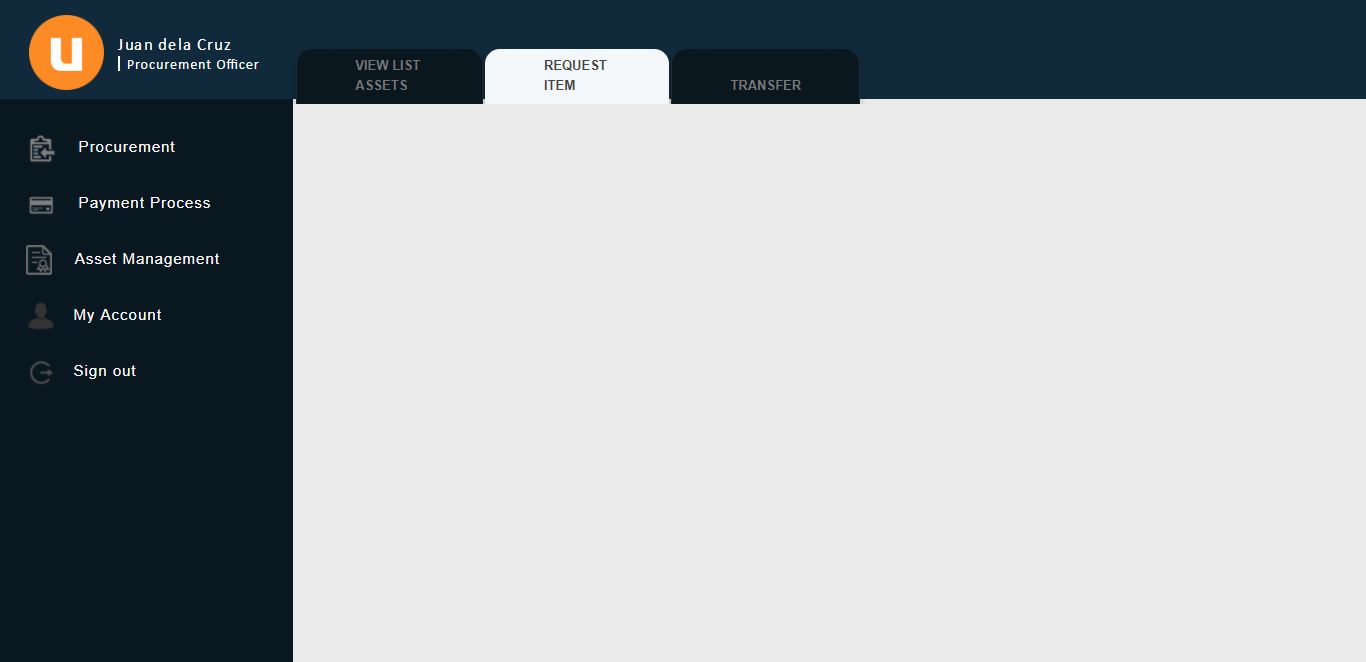 u
Juan dela Cruz
Procurement Officer
VIEW LIST
ASSETS
REQUEST
ITEM
TRANSFER
Procurement
Payment Process
Asset Management
My Account
Sign out